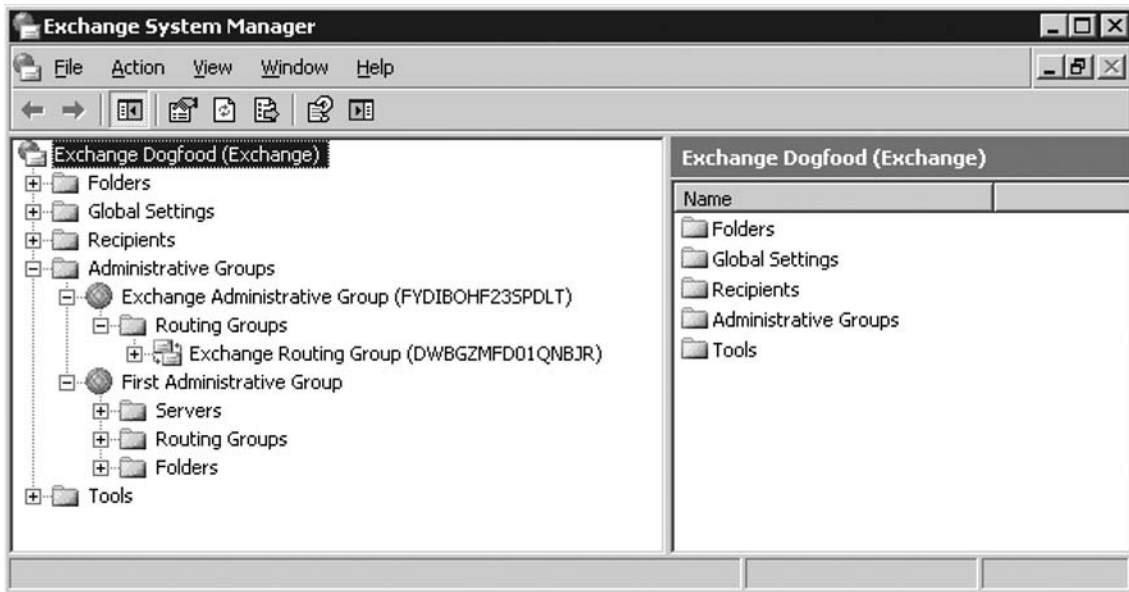 Exchange System Manager
File Action View Window Help
Exchange Dogfood (Exchange)
Folders
Global Settings
Recipients
Administrative Groups
Exchange Administrative Group (FYDIBOHF23SPDLT)
Routing Groups
Exchange Routing Group (DWBGZMFD01QNBJR)
First Administrative Group
Servers
Routing Groups
Folders
Tools
Exchange Dogfood (Exchange)
Name
Folders
Global Settings
Recipients
Administrative Groups
Tools